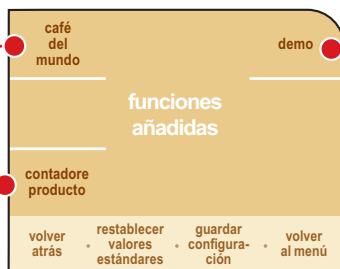 café
del
mundo
demo
funciones
añadidas
contadore
producto
volver
atrás
restablecer
valores
estándares
guardar
configura-
ción
volver
al menú